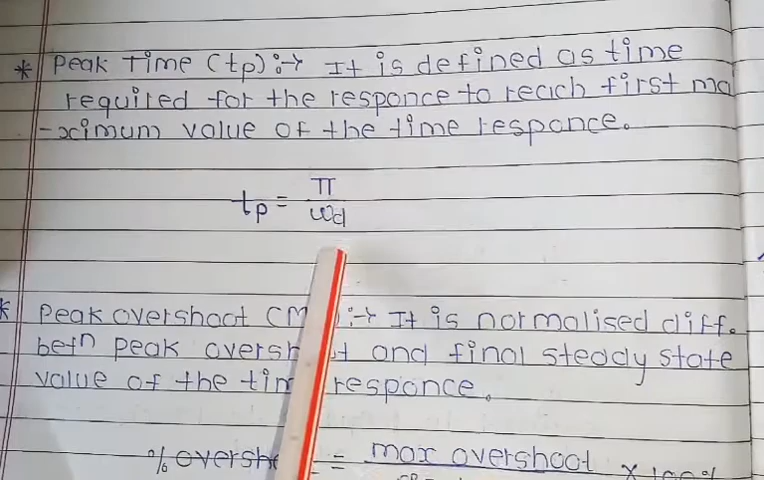 * Peak Time (tp) :→ It is defined as time
required for the responce to reach first ma
-ximum value of the time responce.
tp = π / ωd
* Peak overshoot (M :→ It is normalised diff.
betn peak oversh t and final steady state
value of the tim responce.
% oversh = max overshoot × 100%